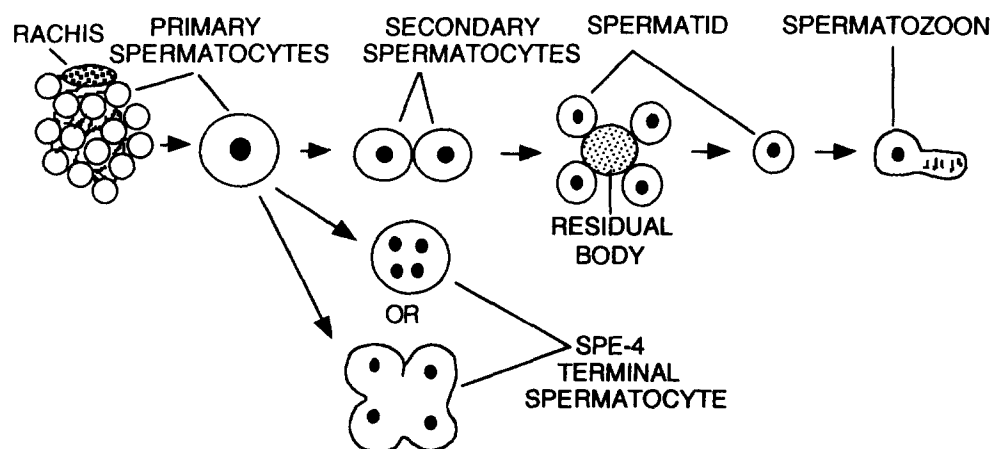 RACHIS
PRIMARY
SPERMATOCYTES
SECONDARY
SPERMATOCYTES
SPERMATID
SPERMATOZOON
RESIDUAL
BODY
OR
SPE-4
TERMINAL
SPERMATOCYTE